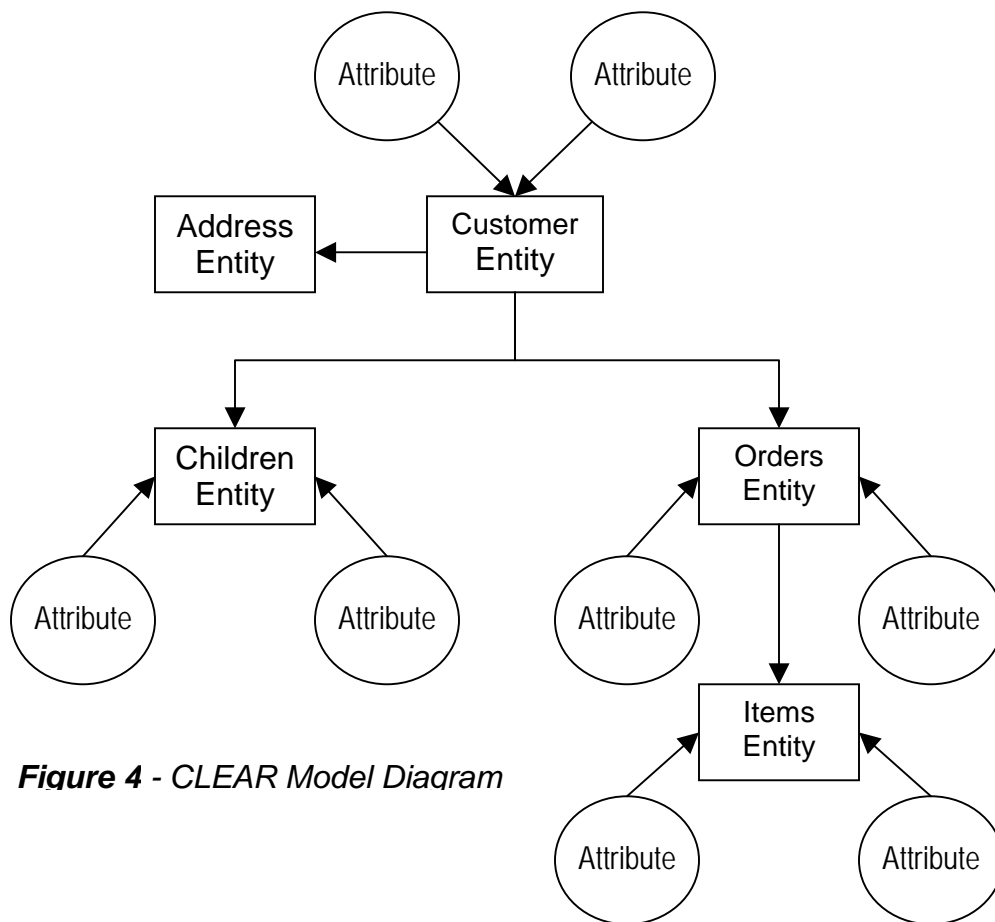 Attribute
Attribute
Address
Entity
Customer
Entity
Children
Entity
Orders
Entity
Attribute
Attribute
Attribute
Attribute
Items
Entity
Figure 4 - CLEAR Model Diagram
Attribute
Attribute